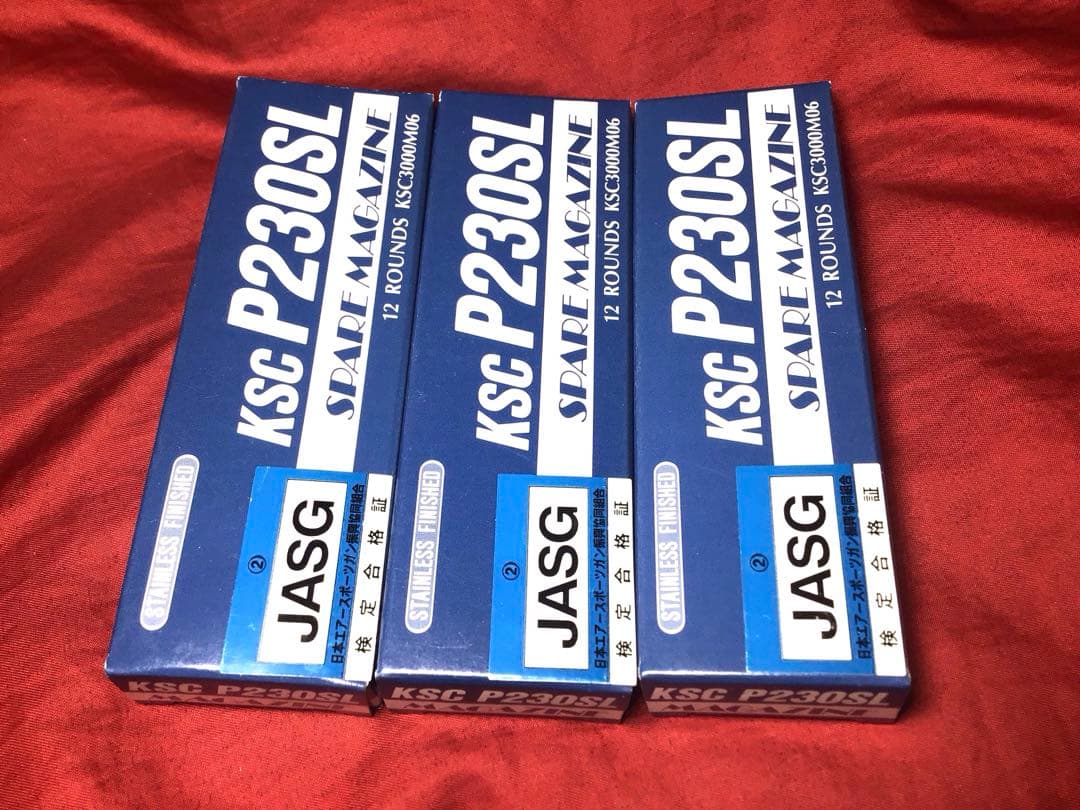 KSC P230SL
SPARE MAGAZINE
12 ROUNDS KSC3000M06
STAINLESS FINISHED
②
JASG
日本エアースポーツガン振興協同組合
検定合格証
KSC P230SL
MAGAZINE
KSC P230SL
SPARE MAGAZINE
12 ROUNDS KSC3000M06
STAINLESS FINISHED
②
JASG
日本エアースポーツガン振興協同組合
検定合格証
KSC P230SL
MAGAZINE
KSC P230SL
SPARE MAGAZINE
12 ROUNDS KSC3000M06
STAINLESS FINISHED
②
JASG
日本エアースポーツガン振興協同組合
検定合格証
KSC P230SL
MAGAZINE